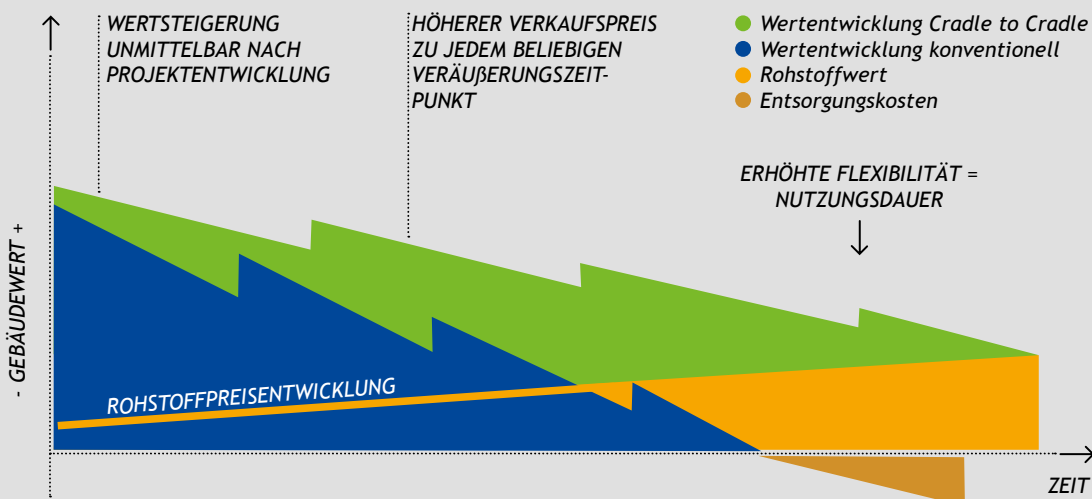 WERTSTEIGERUNG
UNMITTELBAR NACH
PROJEKTENTWICKLUNG
HÖHERER VERKAUFSPREIS
ZU JEDEM BELIEBIGEN
VERÄUßERUNGSZEIT-
PUNKT
Wertentwicklung Cradle to Cradle
Wertentwicklung konventionell
Rohstoffwert
Entsorgungskosten
ERHÖHTE FLEXIBILITÄT =
NUTZUNGSDAUER
- GEBÄUDEWERT +
ROHSTOFFPREISENTWICKLUNG
ZEIT